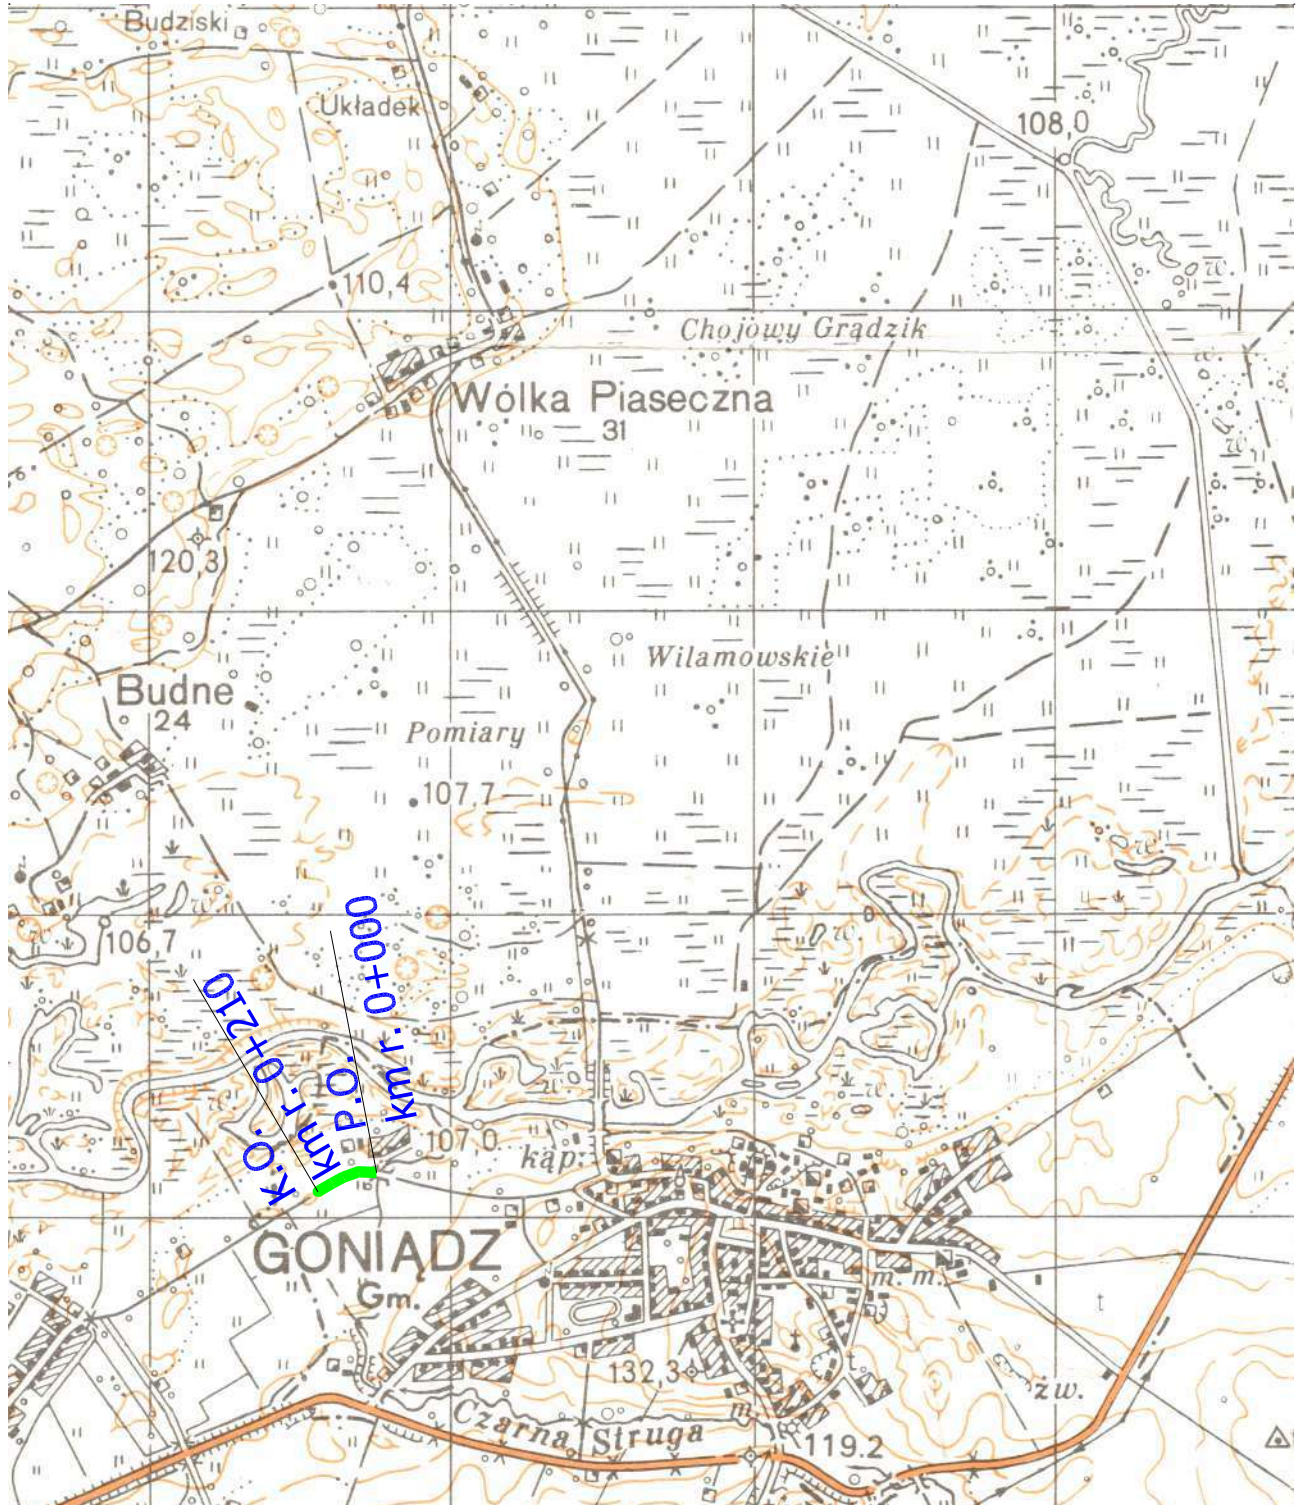 Budziski
Układek
108,0
110,4
w.
Chojowy Grądzik
w.
Wólka Piaseczna
31
w.
120,3
Wilamowskie
Budne
24
Pomiary
107,7
w.
w.
106,7
w.
w.
K.O.
km r. 0+210
P.O.
km r. 0+000
w.
w.
w.
107,0
kap.
GONIĄDZ
Gm.
m. m.
t
132,3
t.
żw.
m.
Czarna Struga
119.2